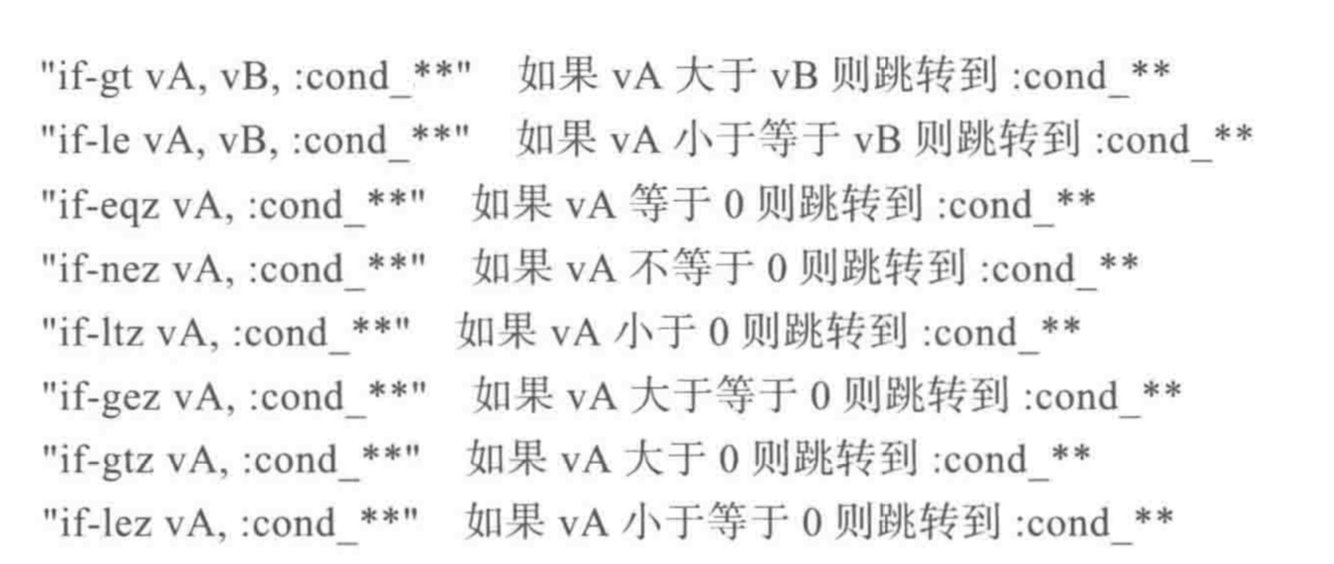 "if-gt vA, vB, :cond_**" 如果 vA 大于 vB 则跳转到 :cond_**
"if-le vA, vB, :cond_**" 如果 vA 小于等于 vB 则跳转到 :cond_**
"if-eqz vA, :cond_**" 如果 vA 等于 0 则跳转到 :cond_**
"if-nez vA, :cond_**" 如果 vA 不等于 0 则跳转到 :cond_**
"if-ltz vA, :cond_**" 如果 vA 小于 0 则跳转到 :cond_**
"if-gez vA, :cond_**" 如果 vA 大于等于 0 则跳转到 :cond_**
"if-gtz vA, :cond_**" 如果 vA 大于 0 则跳转到 :cond_**
"if-lez vA, :cond_**" 如果 vA 小于等于 0 则跳转到 :cond_**